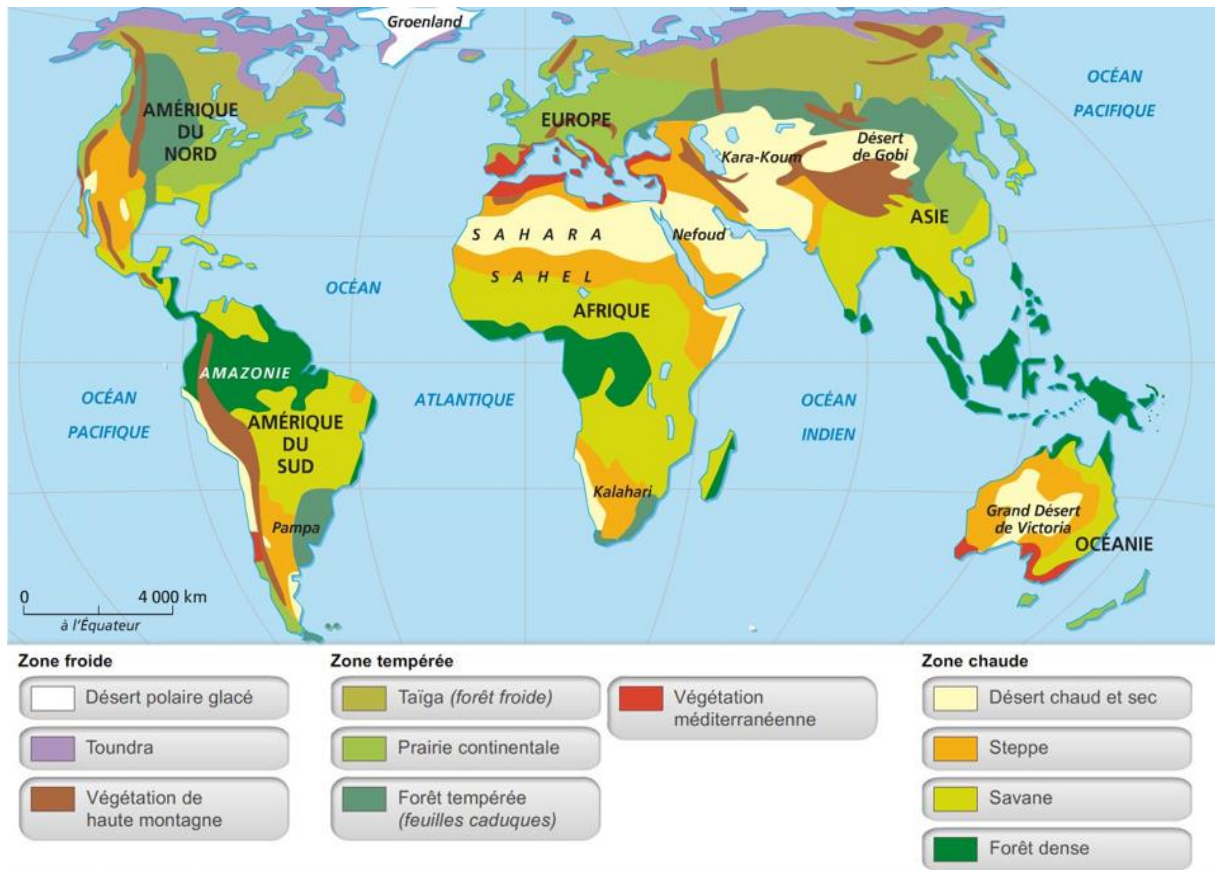 Groenland
OCÉAN
PACIFIQUE
AMÉRIQUE
DU
NORD
EUROPE
Kara-Koum
Désert
de Gobi
ASIE
SAHARA
Nefoud
SAHEL
OCÉAN
AFRIQUE
AMAZONIE
OCÉAN
PACIFIQUE
ATLANTIQUE
OCÉAN
INDIEN
AMÉRIQUE
DU
SUD
Kalahari
Pampa
Grand Désert
de Victoria
OCÉANIE
0 4 000 km
à l'Équateur
Zone froide
Désert polaire glacé
Toundra
Végétation de
haute montagne
Zone tempérée
Taïga (forêt froide)
Prairie continentale
Forêt tempérée
(feuilles caduques)
Végétation
méditerranéenne
Zone chaude
Désert chaud et sec
Steppe
Savane
Forêt dense